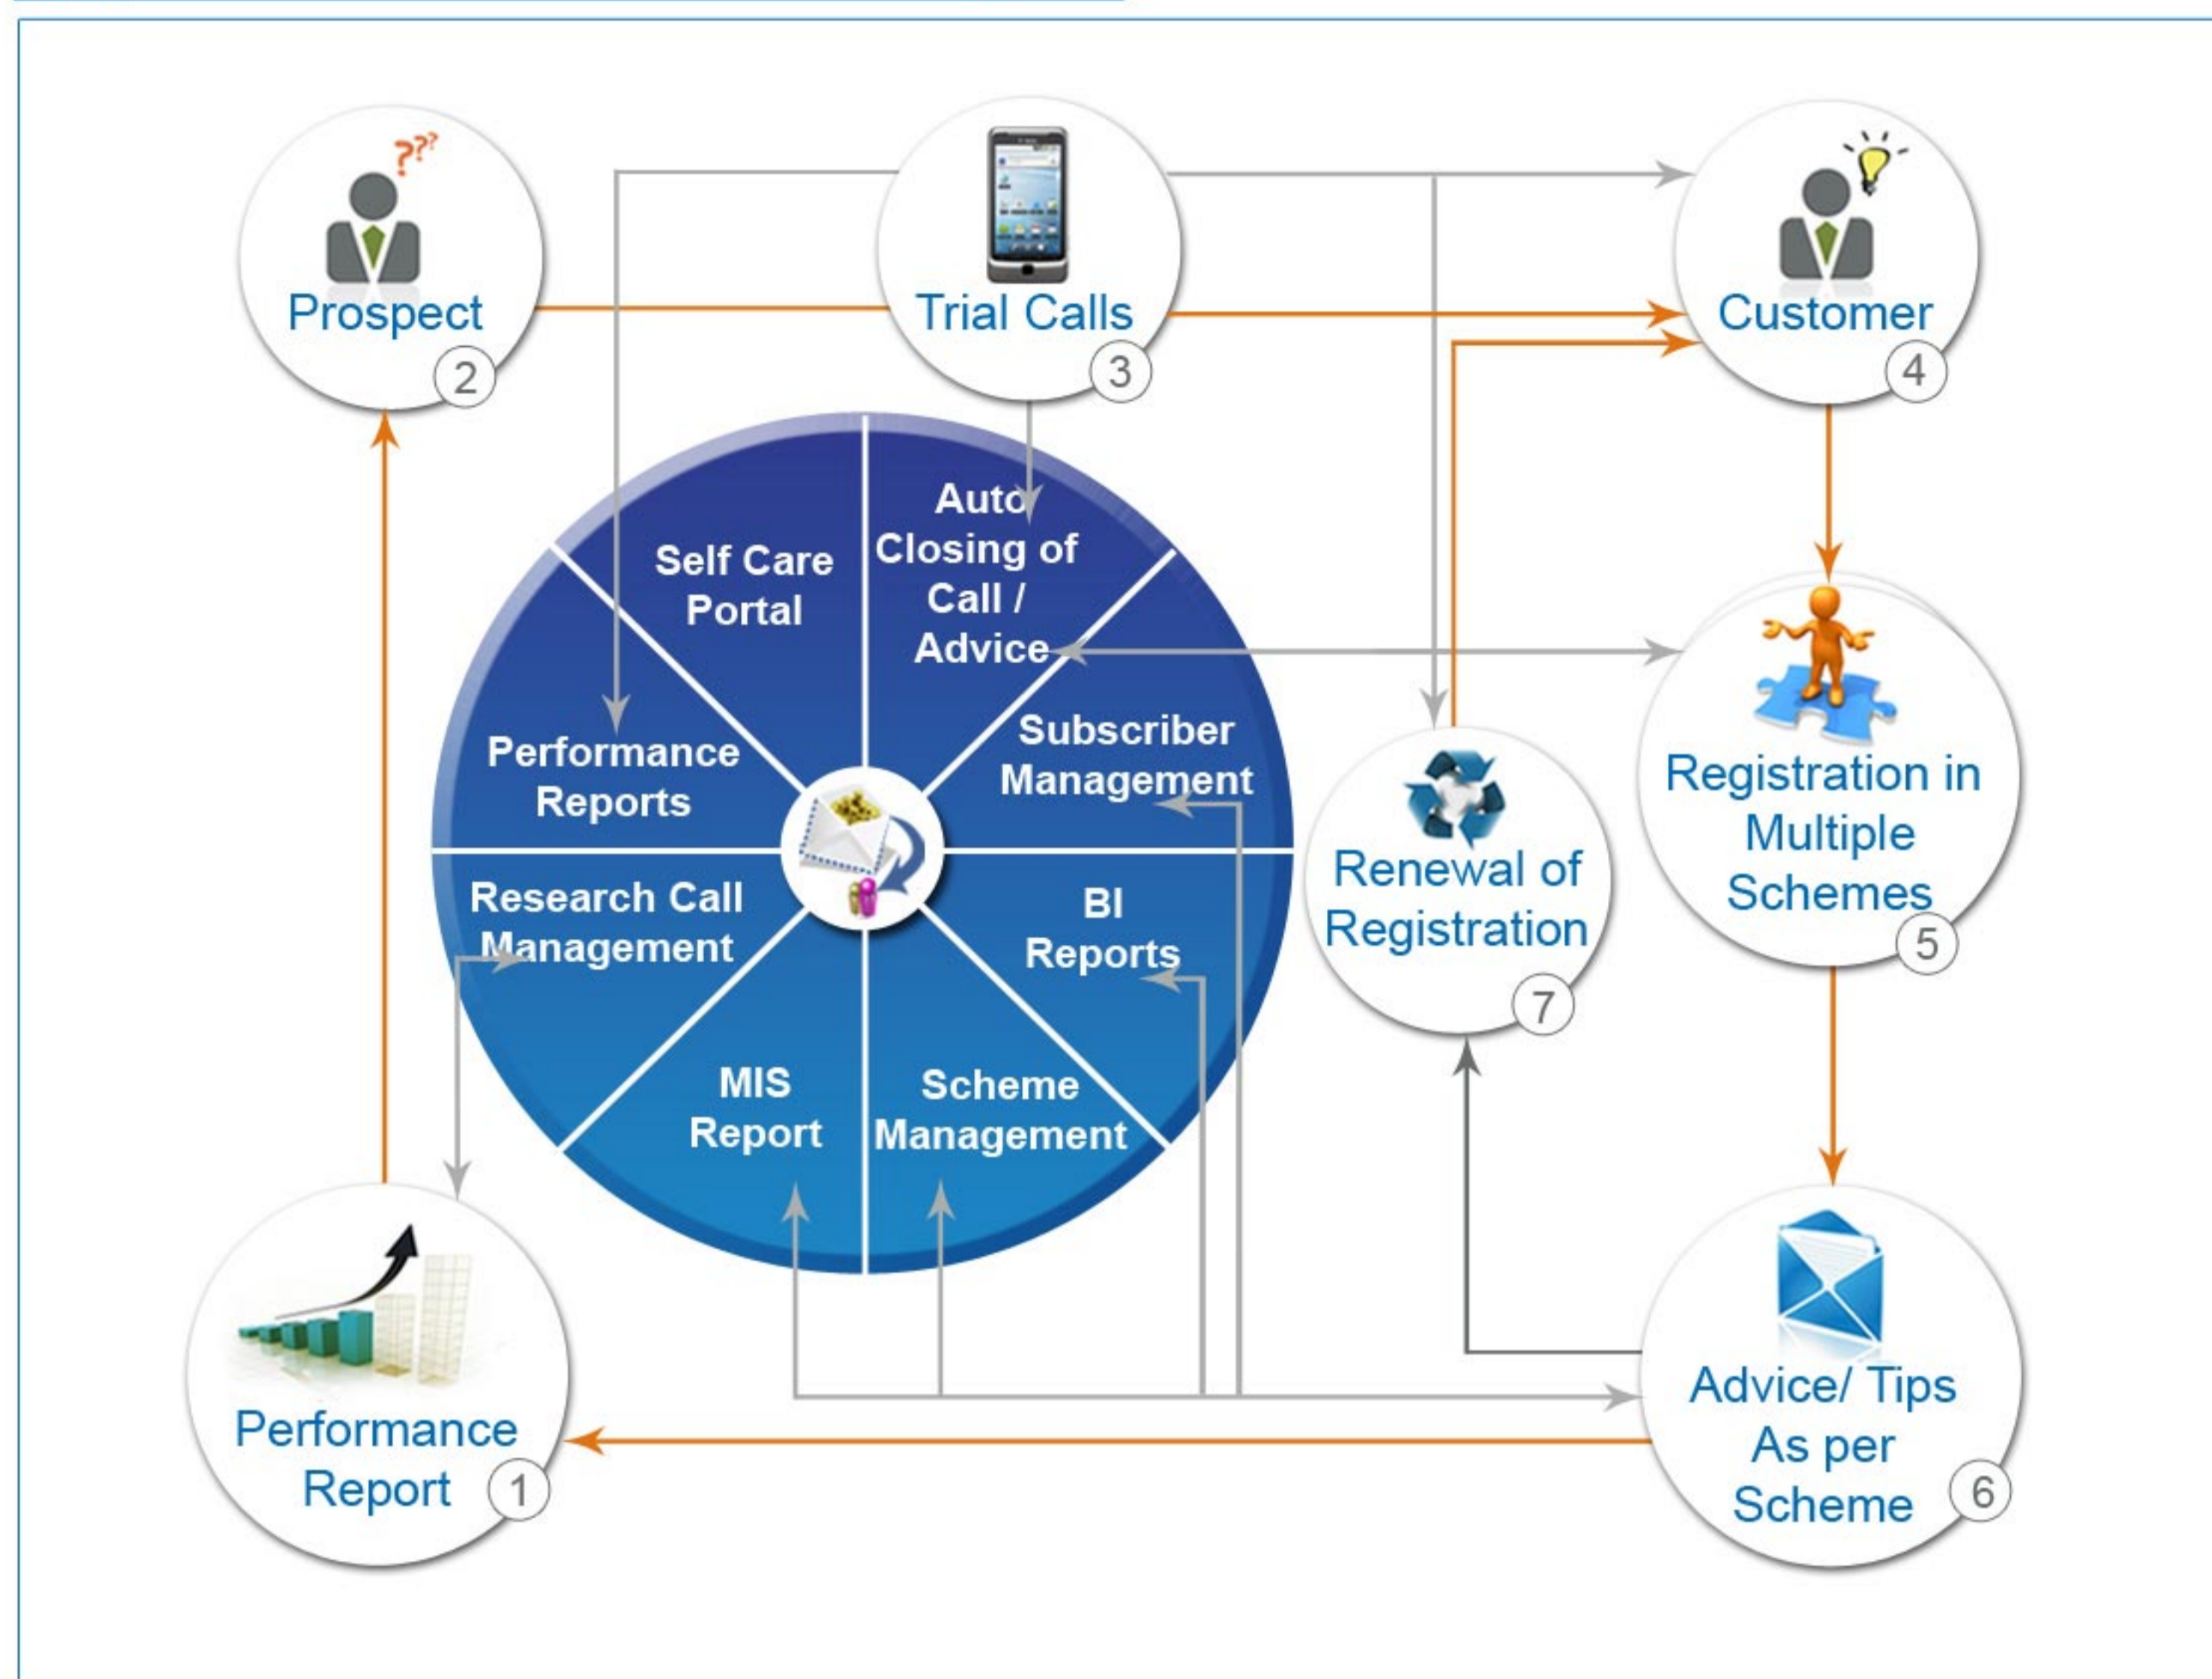 ???
Prospect
2
Trial Calls
3
Customer
4
Self Care
Portal
Auto
Closing of
Call /
Advice
Performance
Reports
Subscriber
Management
Research Call
Management
BI
Reports
MIS
Report
Scheme
Management
Renewal of
Registration
7
Registration in
Multiple
Schemes
5
Performance
Report
1
Advice/ Tips
As per
Scheme
6